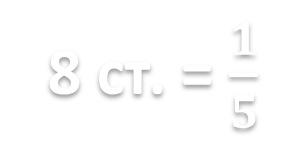 8 ст. = 1/5